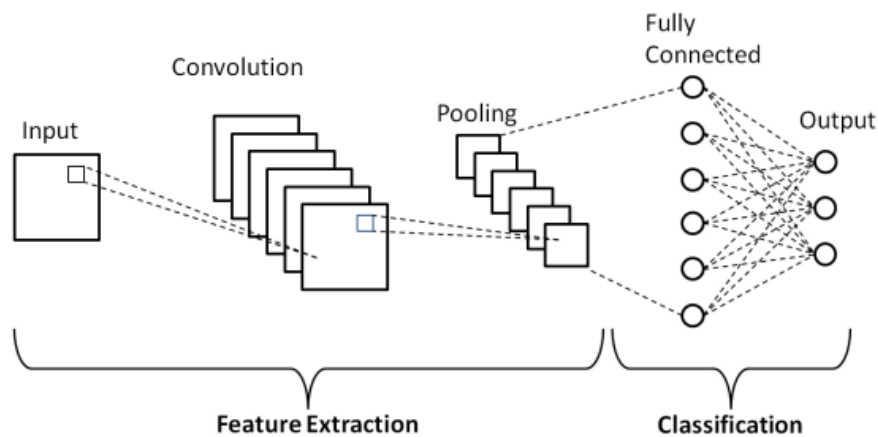 Input
Convolution
Pooling
Fully
Connected
Output
Feature Extraction
Classification